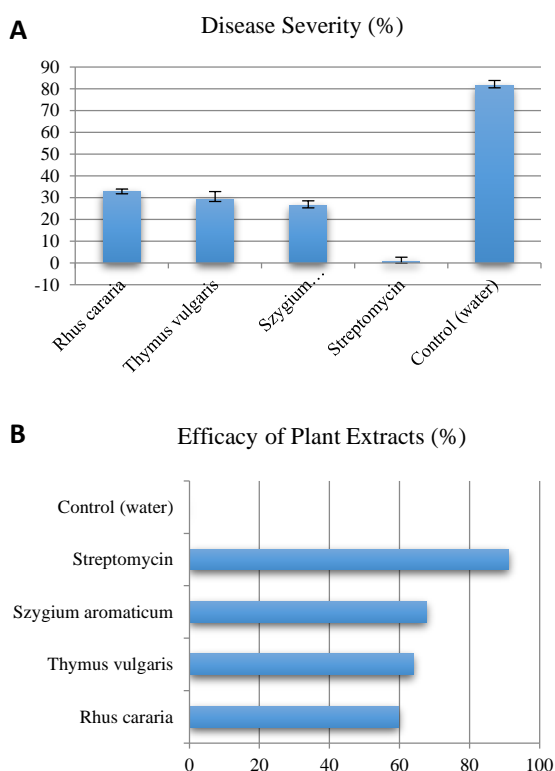 A
Disease Severity (%)
90
80
70
60
50
40
30
20
10
0
-10
Rhus cararia
Thymus vulgaris
Szygium...
Streptomycin
Control (water)
B
Efficacy of Plant Extracts (%)
Control (water)
Streptomycin
Szygium aromaticum
Thymus vulgaris
Rhus cararia
0 20 40 60 80 100